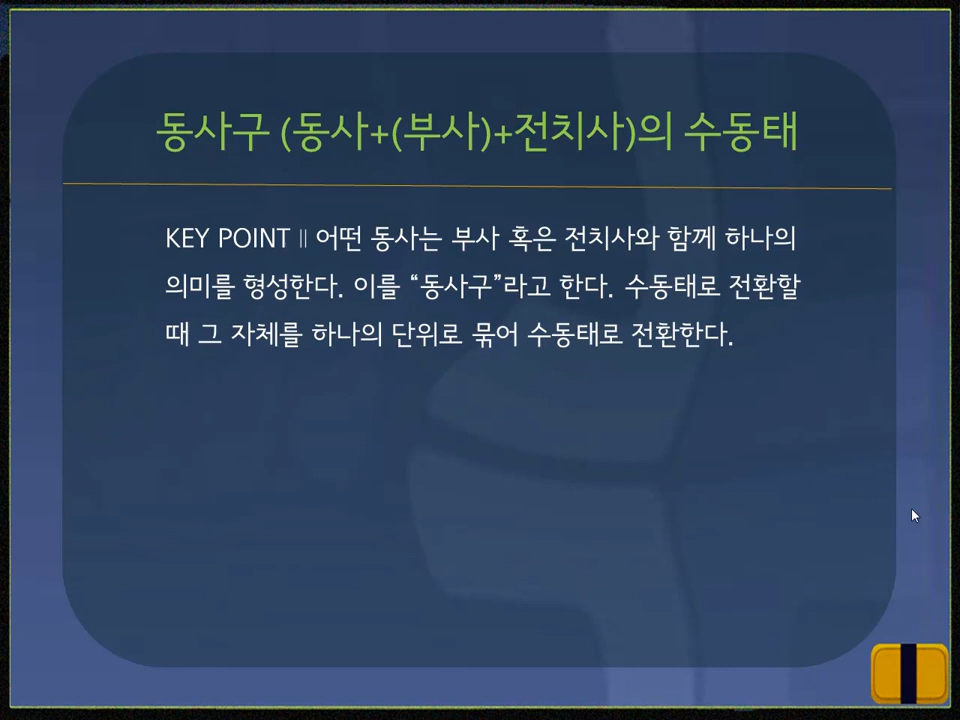 동사구 (동사+(부사)+전치사)의 수동태
KEY POINT || 어떤 동사는 부사 혹은 전치사와 함께 하나의
의미를 형성한다. 이를 “동사구”라고 한다. 수동태로 전환할
때 그 자체를 하나의 단위로 묶어 수동태로 전환한다.